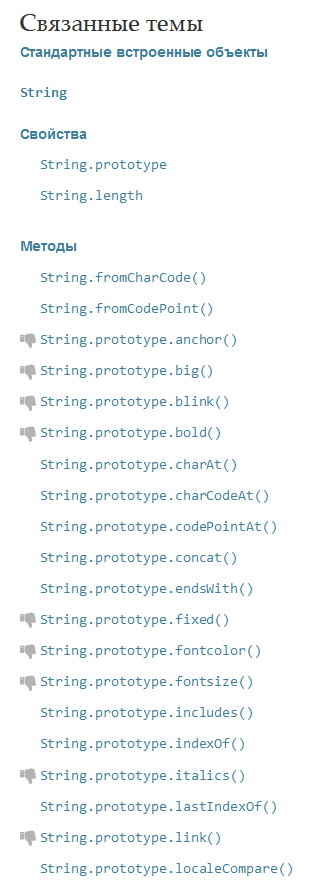 Связанные темы
Стандартные встроенные объекты
String
Свойства
String.prototype
String.length
Методы
String.fromCharCode()
String.fromCodePoint()
String.prototype.anchor()
String.prototype.big()
String.prototype.blink()
String.prototype.bold()
String.prototype.charAt()
String.prototype.charCodeAt()
String.prototype.codePointAt()
String.prototype.concat()
String.prototype.endsWith()
String.prototype.fixed()
String.prototype.fontcolor()
String.prototype.fontsize()
String.prototype.includes()
String.prototype.indexOf()
String.prototype.italics()
String.prototype.lastIndexOf()
String.prototype.link()
String.prototype.localeCompare()